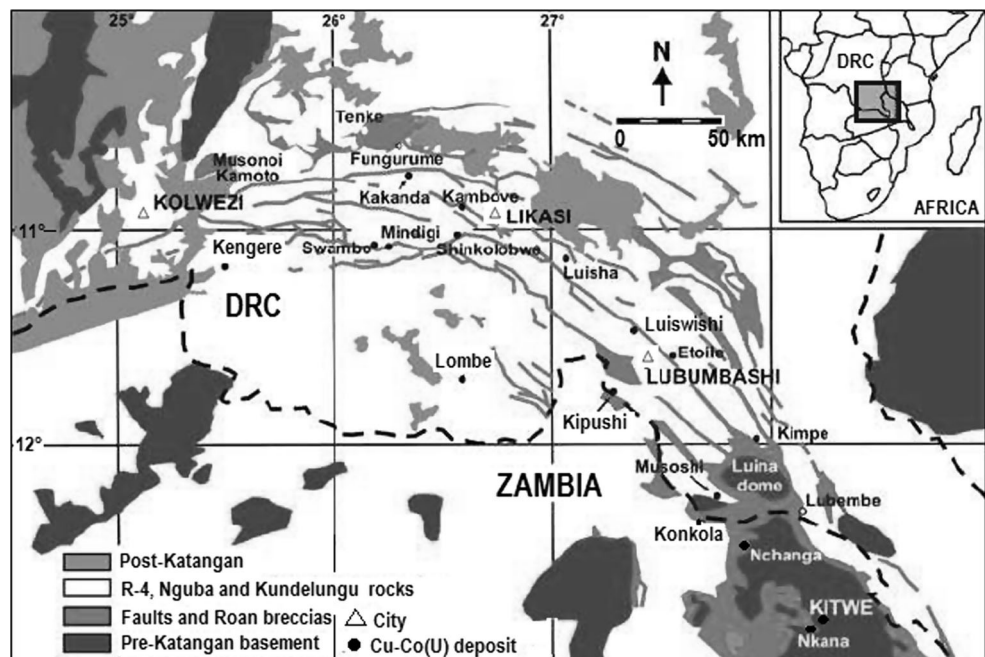 25°
26°
27°
N
0 50 km
DRC
AFRICA
Tenke
Fungurume
Musonoi
Kamoto
KOLWEZI
Kakanda
Kambove
LIKASI
11°
11°
Mindigi
Swambo
Shinkolobwe
Kengere
Luisha
DRC
Luiswishi
Etoile
LUBUMBASHI
Lombe
Kipushi
12°
12°
Kimpe
ZAMBIA
Musoshi
Luina
dome
Lubembe
Konkola
Nchanga
KITWE
Nkana
Post-Katangan
R-4, Nguba and Kundelungu rocks
Faults and Roan breccias
City
Pre-Katangan basement
Cu-Co(U) deposit